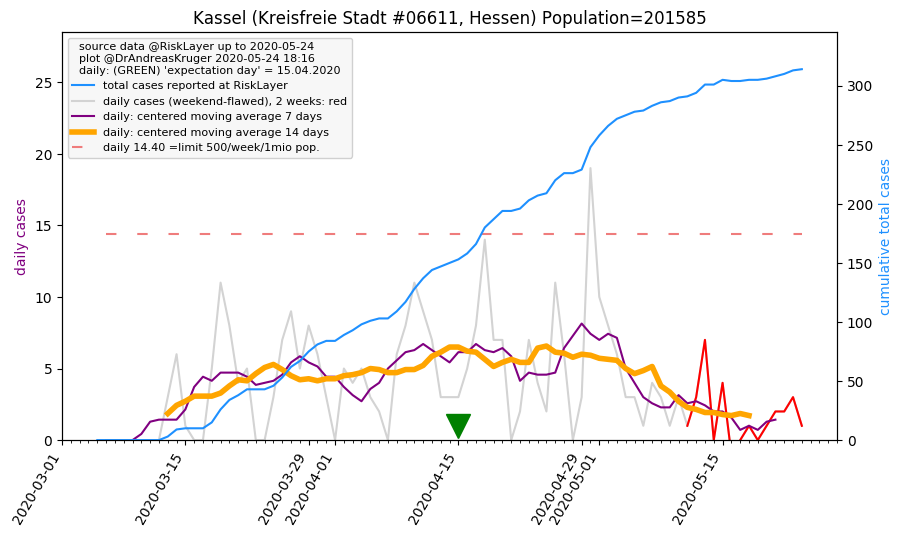 Kassel (Kreisfreie Stadt #06611, Hessen) Population=201585
source data @RiskLayer up to 2020-05-24
plot @DrAndreasKruger 2020-05-24 18:16
daily: (GREEN) 'expectation day' = 15.04.2020
total cases reported at RiskLayer
daily cases (weekend-flawed), 2 weeks: red
daily: centered moving average 7 days
daily: centered moving average 14 days
daily 14.40 =limit 500/week/1mio pop.
daily cases
25
20
15
10
5
0
cumulative total cases
300
250
200
150
100
50
0
2020-03-01
2020-03-15
2020-03-29
2020-04-01
2020-04-15
2020-04-29
2020-05-01
2020-05-15